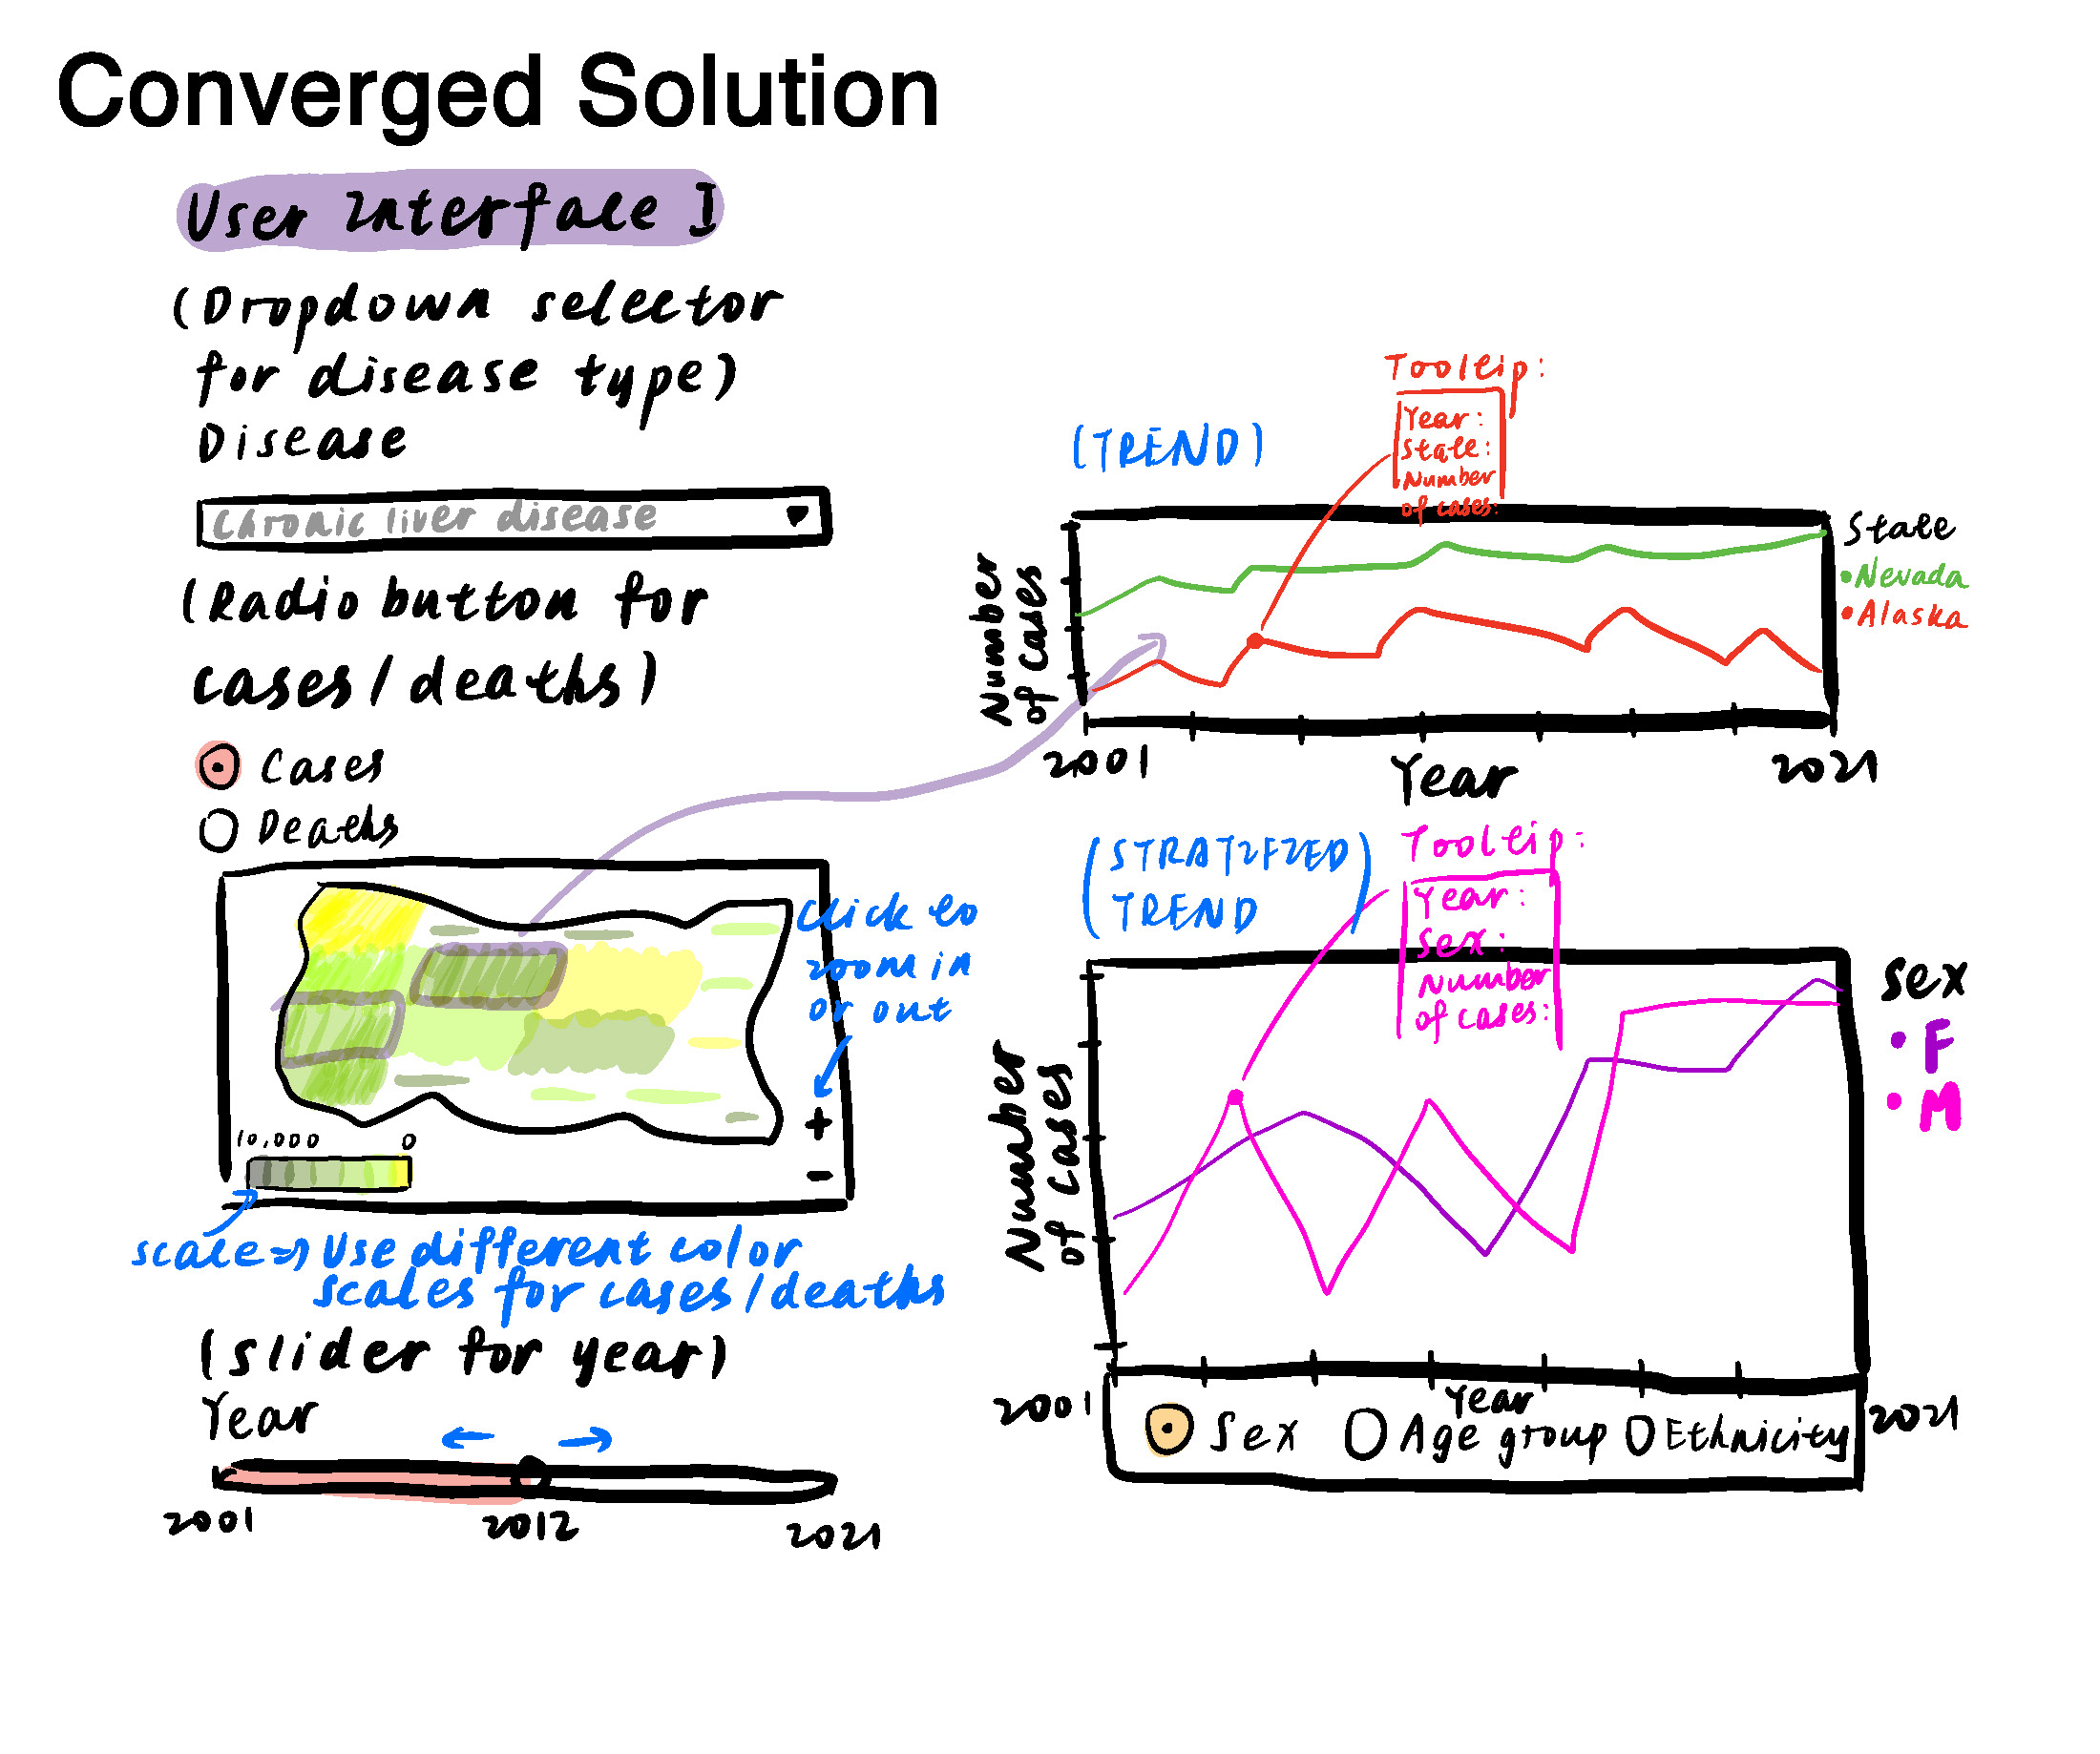 Converged Solution
User Interface I
(Dropdown selector
for disease type)
Disease
Chronic liver disease
(Radio button for
cases/deaths)
Cases
Deaths
Click to
zoom in
or out
+
-
10,000 0
scale => Use different color
scales for cases/deaths
(slider for year)
Year
2001 2012 2021
(TREND)
Tooltip:
Year:
State:
Number
of cases:
Number
of cases
State
•Nevada
•Alaska
2001 Year 2021
(STRATIFIED
TREND)
Tooltip:
Year:
Sex:
Number
of cases:
Number
of cases
Sex
• F
• M
2001 Year 2021
Sex Age group Ethnicity